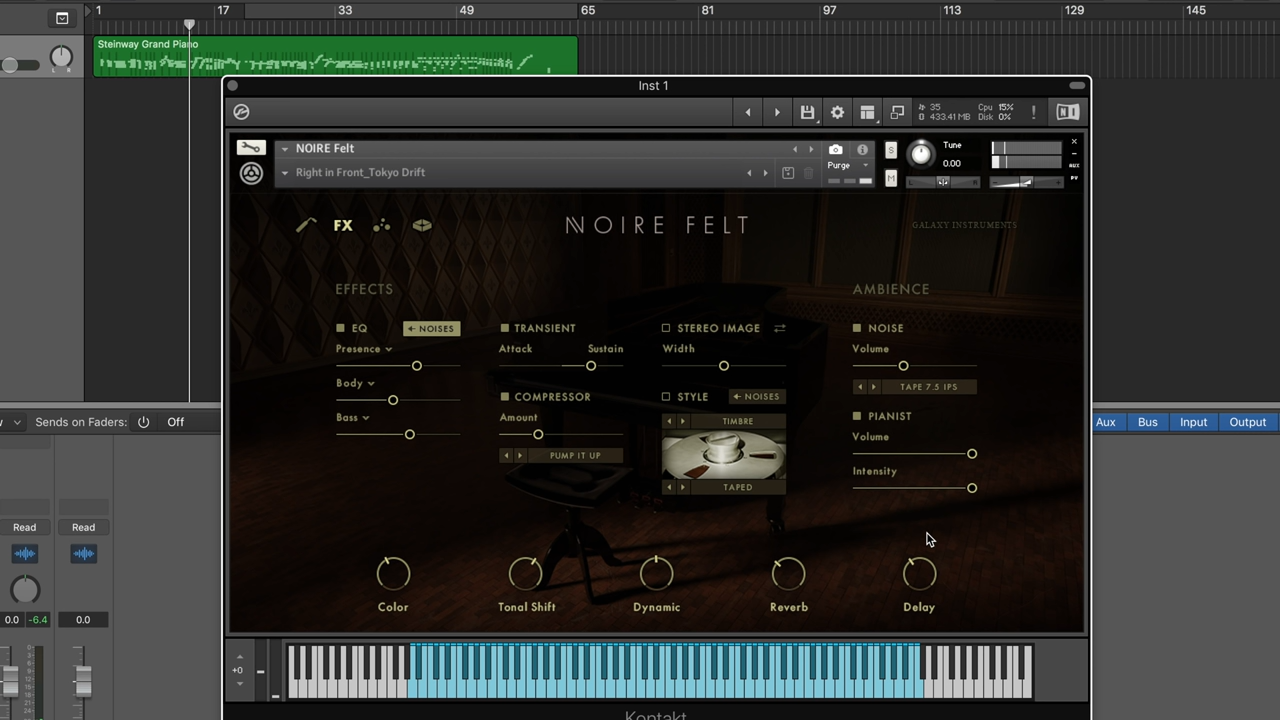 1 17 33 49 65 81 97 113 129 145
Steinway Grand Piano
L R
Inst 1
35 Cpu 15%
0 433.41 MB Disk 0%
!
NOIRE Felt
Purge
S
Tune
0.00
×
AUX
PV
Right in Front_Tokyo Drift
M
L R
- +
FX
NOIRE FELT
GALAXY INSTRUMENTS
EFFECTS
AMBIENCE
EQ NOISES
TRANSIENT
STEREO IMAGE
NOISE
Presence
Attack Sustain
Width
Volume
Body
COMPRESSOR
STYLE NOISES
TAPE 7.5 IPS
Bass
Amount
TIMBRE
PIANIST
Volume
PUMP IT UP
Intensity
TAPED
Color
Tonal Shift
Dynamic
Reverb
Delay
+0
Kontakt
Sends on Faders: Off
Aux Bus Input Output
Read Read
0.0 -6.4 0.0